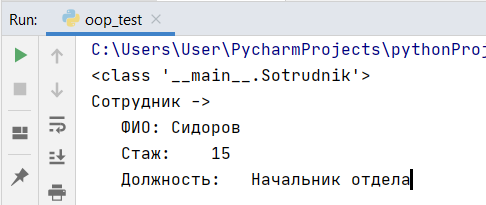 Run: oop_test ×
C:\Users\User\PycharmProjects\pythonProj
<class '__main__.Sotrudnik'>
Сотрудник ->
   ФИО: Сидоров
   Стаж:    15
   Должность:   Начальник отдела